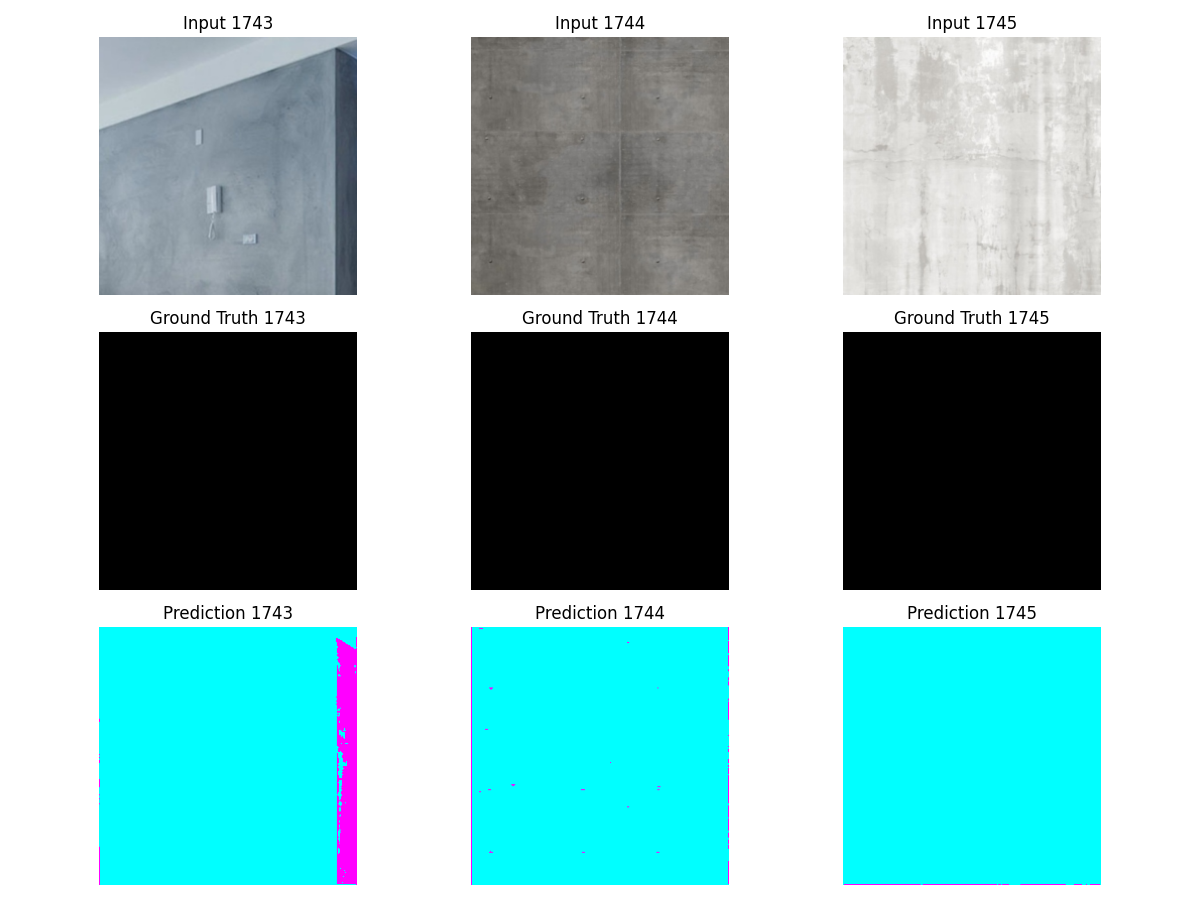 Input 1743
Input 1744
Input 1745
Ground Truth 1743
Ground Truth 1744
Ground Truth 1745
Prediction 1743
Prediction 1744
Prediction 1745